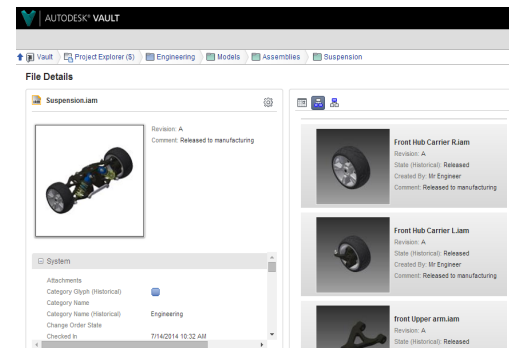 AUTODESK® VAULT
Vault
Project Explorer ($)
Engineering
Models
Assemblies
Suspension
File Details
Suspension.iam
Revision: A
Comment: Released to manufacturing
System
Attachments
Category Glyph (Historical)
Category Name
Category Name (Historical) Engineering
Change Order State
Checked In 7/14/2014 10:32 AM
Front Hub Carrier R.iam
Revision: A
State (Historical): Released
Created By: Mr Engineer
Comment: Released to manufacturing
Front Hub Carrier L.iam
Revision: A
State (Historical): Released
Created By: Mr Engineer
Comment: Released to manufacturing
front Upper arm.iam
Revision: A
State (Historical): Released